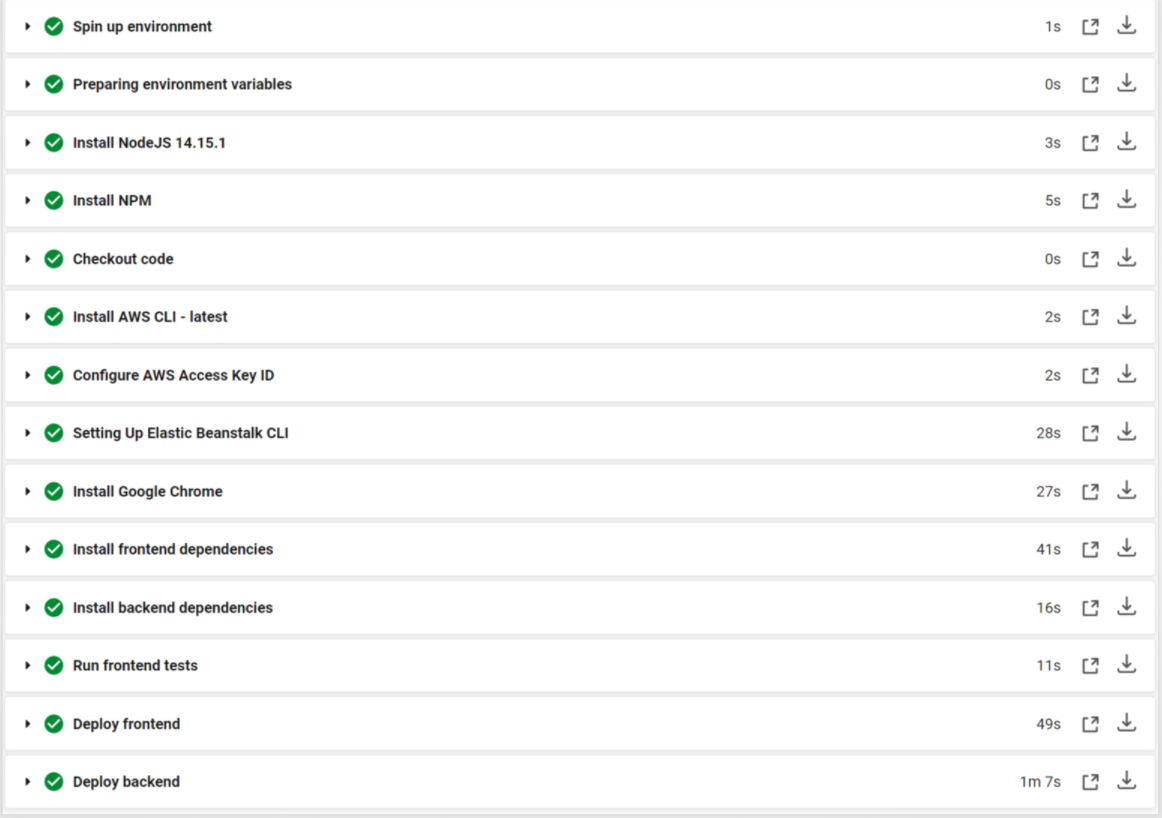 Spin up environment 1s
Preparing environment variables 0s
Install NodeJS 14.15.1 3s
Install NPM 5s
Checkout code 0s
Install AWS CLI - latest 2s
Configure AWS Access Key ID 2s
Setting Up Elastic Beanstalk CLI 28s
Install Google Chrome 27s
Install frontend dependencies 41s
Install backend dependencies 16s
Run frontend tests 11s
Deploy frontend 49s
Deploy backend 1m 7s